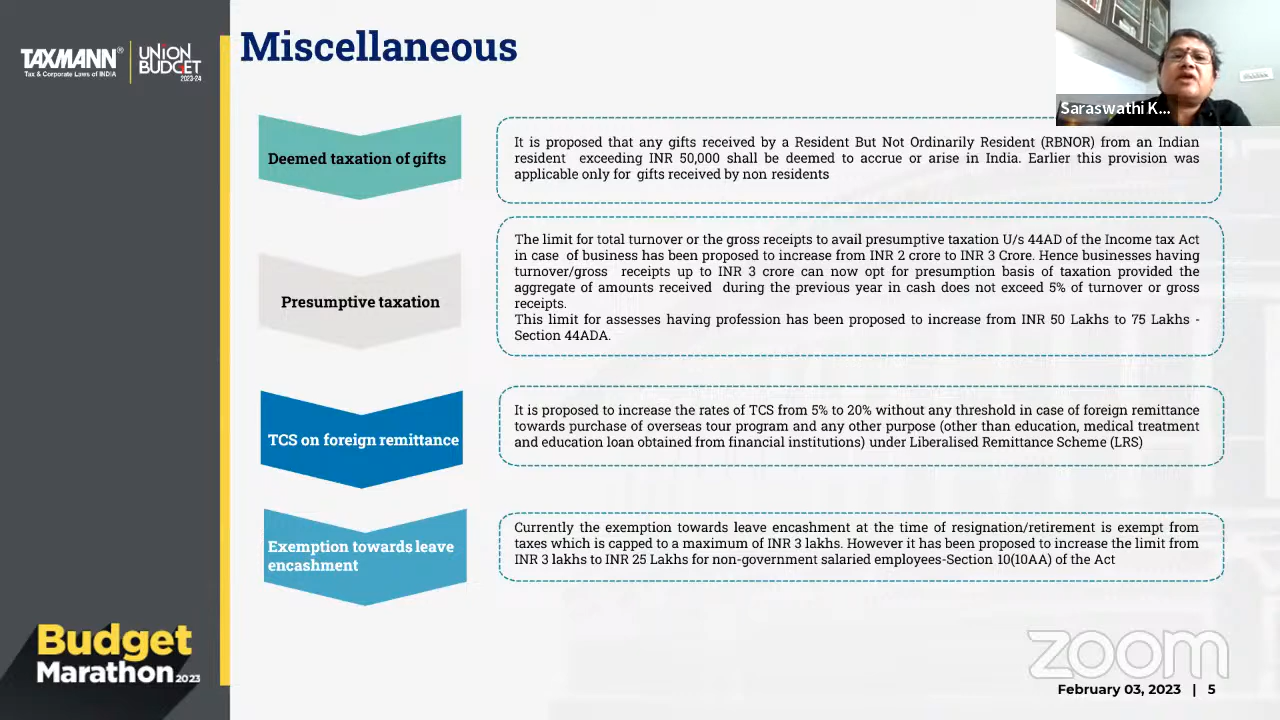 TAXMANN®
Tax & Corporate Laws of INDIA
UNION
BUDGET
2023-24
Miscellaneous
Saraswathi K...
Deemed taxation of gifts
It is proposed that any gifts received by a Resident But Not Ordinarily Resident (RBNOR) from an Indian
resident exceeding INR 50,000 shall be deemed to accrue or arise in India. Earlier this provision was
applicable only for gifts received by non residents
Presumptive taxation
The limit for total turnover or the gross receipts to avail presumptive taxation U/s 44AD of the Income tax Act
in case of business has been proposed to increase from INR 2 crore to INR 3 Crore. Hence businesses having
turnover/gross receipts up to INR 3 crore can now opt for presumption basis of taxation provided the
aggregate of amounts received during the previous year in cash does not exceed 5% of turnover or gross
receipts.
This limit for assesses having profession has been proposed to increase from INR 50 Lakhs to 75 Lakhs -
Section 44ADA.
TCS on foreign remittance
It is proposed to increase the rates of TCS from 5% to 20% without any threshold in case of foreign remittance
towards purchase of overseas tour program and any other purpose (other than education, medical treatment
and education loan obtained from financial institutions) under Liberalised Remittance Scheme (LRS)
Exemption towards leave
encashment
Currently the exemption towards leave encashment at the time of resignation/retirement is exempt from
taxes which is capped to a maximum of INR 3 lakhs. However it has been proposed to increase the limit from
INR 3 lakhs to INR 25 Lakhs for non-government salaried employees-Section 10(10AA) of the Act
Budget
Marathon 2023
zoom
February 03, 2023 | 5